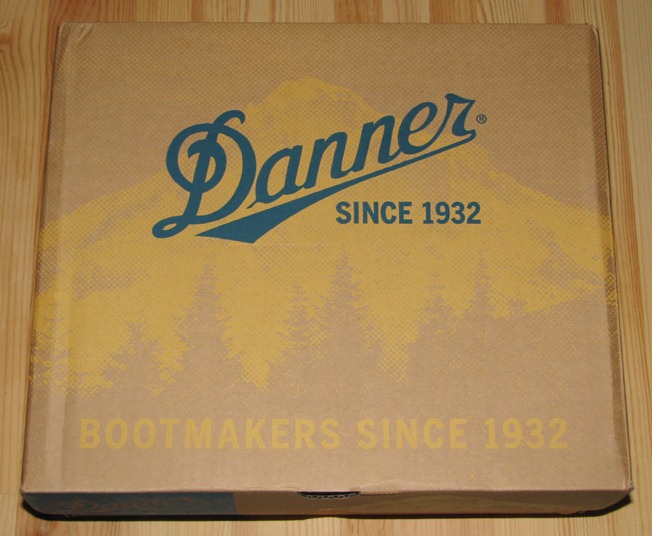 Danner®
SINCE 1932
BOOTMAKERS SINCE 1932